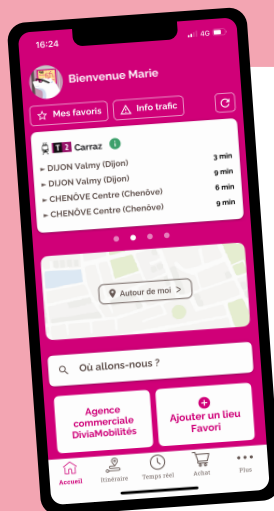 16:24
4G
Bienvenue Marie
Mes favoris
Info trafic
T 2 Carraz i
► DIJON Valmy (Dijon) 3 min
► DIJON Valmy (Dijon) 9 min
► CHENÔVE Centre (Chenôve) 6 min
► CHENÔVE Centre (Chenôve) 9 min
Autour de moi >
Où allons-nous ?
Agence
commerciale
DiviaMobilités
Ajouter un lieu
Favori
Accueil
Itinéraire
Temps réel
Achat
Plus